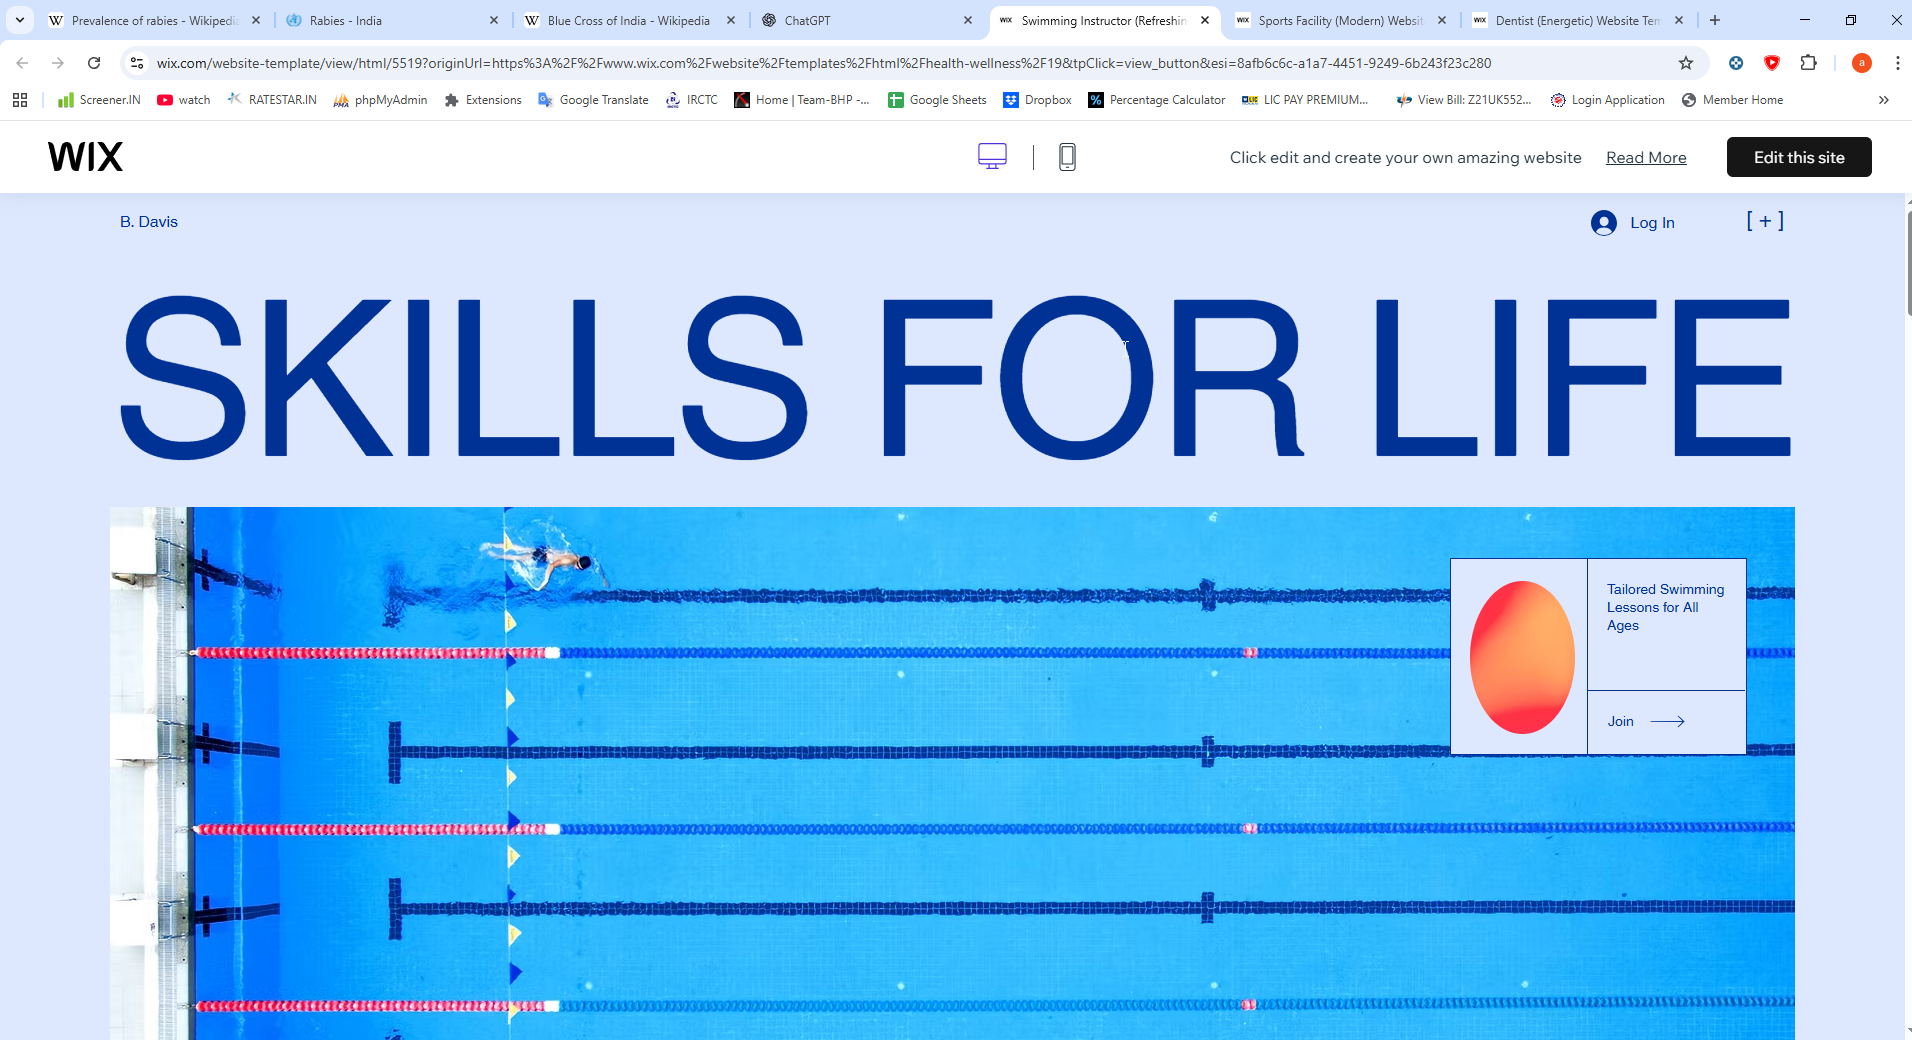 Prevalence of rabies - Wikipedia
Rabies - India
Blue Cross of India - Wikipedia
ChatGPT
Swimming Instructor (Refreshin
Sports Facility (Modern) Websit
Dentist (Energetic) Website Tem
wix.com/website-template/view/html/5519?originUrl=https%3A%2F%2Fwww.wix.com%2Fwebsite%2Ftemplates%2Fhtml%2Fhealth-wellness%2F19&tpClick=view_button&esi=8afb6c6c-a1a7-4451-9249-6b243f23c280
a
Screener.IN
watch
RATESTAR.IN
phpMyAdmin
Extensions
Google Translate
IRCTC
Home | Team-BHP -...
Google Sheets
Dropbox
Percentage Calculator
LIC PAY PREMIUM...
View Bill: Z21UK552...
Login Application
Member Home
WIX
Click edit and create your own amazing website
Read More
Edit this site
B. Davis
Log In
[ + ]
SKILLS FOR LIFE
Tailored Swimming
Lessons for All
Ages
Join